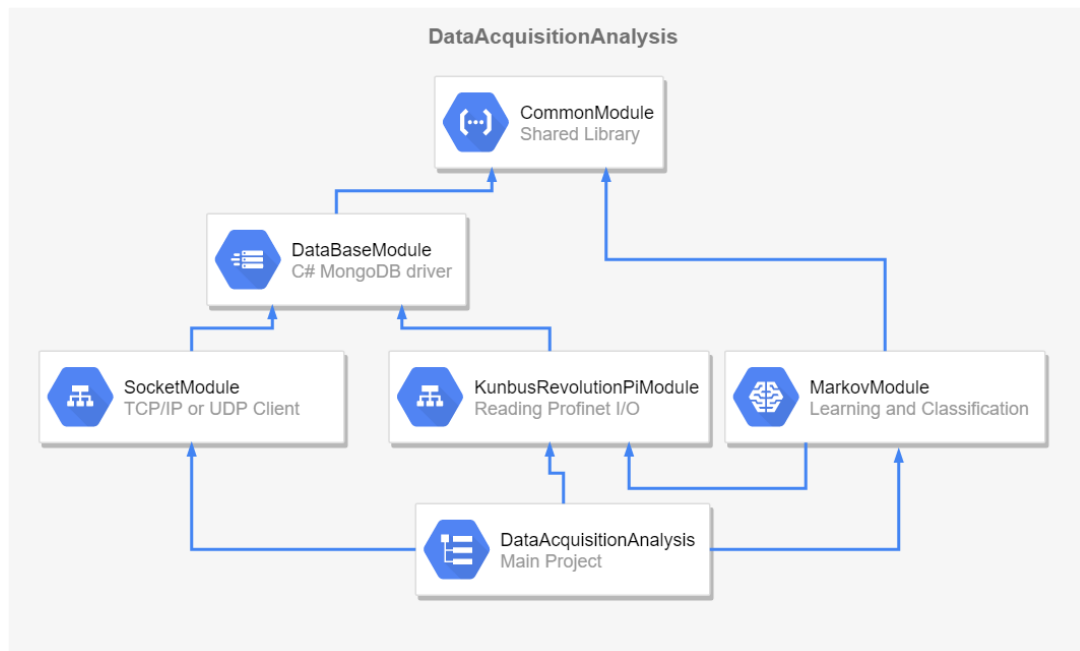 DataAcquisitionAnalysis
CommonModule
Shared Library
DataBaseModule
C# MongoDB driver
SocketModule
TCP/IP or UDP Client
KunbusRevolutionPiModule
Reading Profinet I/O
MarkovModule
Learning and Classification
DataAcquisitionAnalysis
Main Project